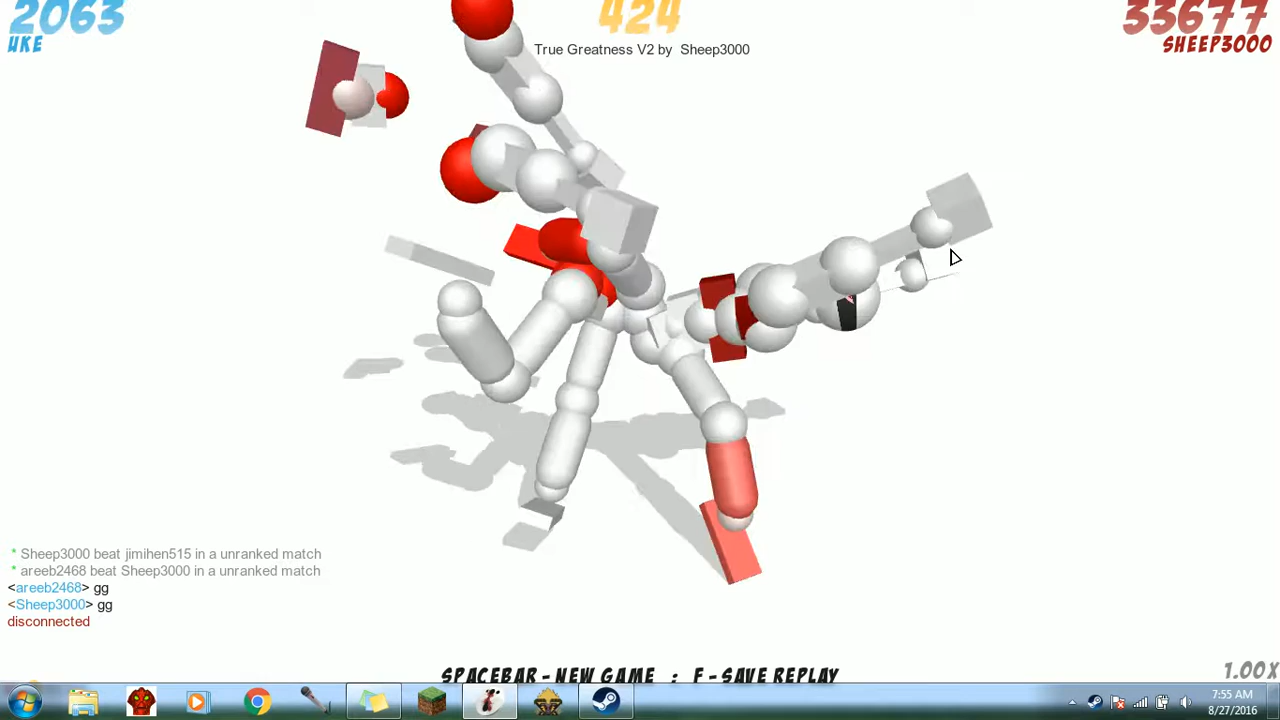 2063
UKE
424
True Greatness V2 by Sheep3000
33677
SHEEP3000
* Sheep3000 beat jimihen515 in a unranked match
* areeb2468 beat Sheep3000 in a unranked match
<areeb2468> gg
<Sheep3000> gg
disconnected
SPACEBAR - NEW GAME : F - SAVE REPLAY
1.00X
7:55 AM
8/27/2016